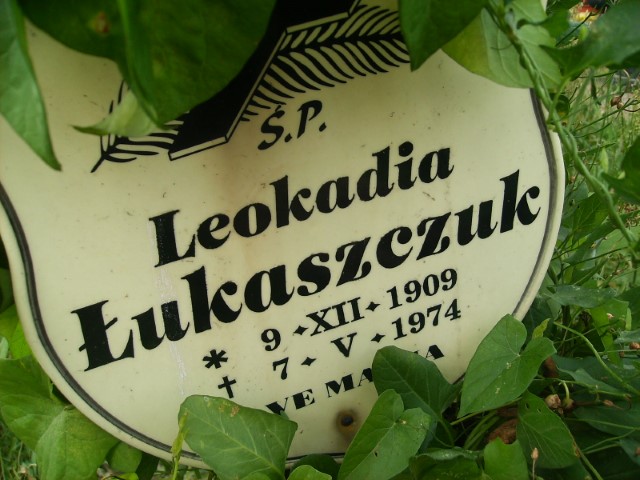 Ś.P.
Leokadia
Łukaszczuk
* 9 ✦ XII ✦ 1909
† 7 ✦ V ✦ 1974